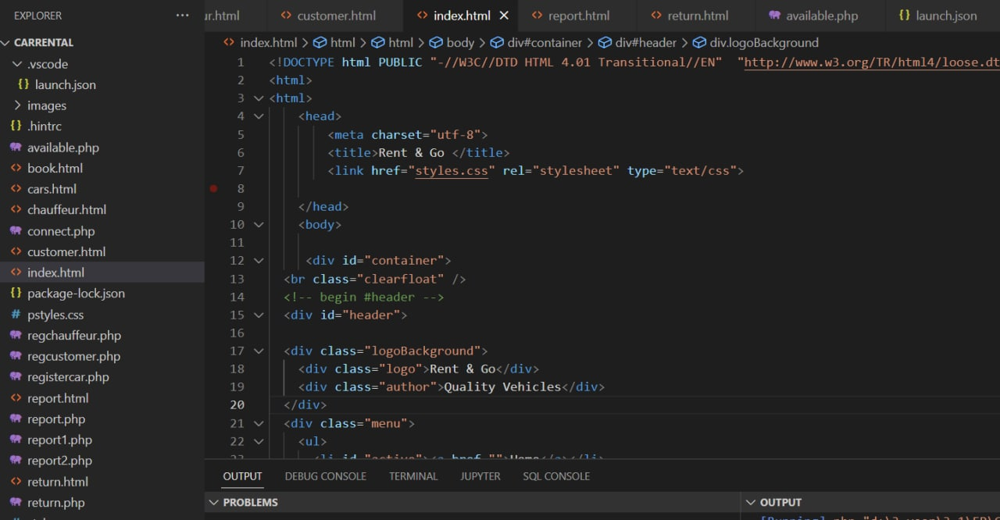 EXPLORER
CARRENTAL
.vscode
launch.json
images
.hintrc
available.php
book.html
cars.html
chauffeur.html
connect.php
customer.html
index.html
package-lock.json
pstyles.css
regchauffeur.php
regcustomer.php
registercar.php
report.html
report.php
report1.php
report2.php
return.html
return.php
ur.html customer.html index.html report.html return.html available.php launch.json
index.html > html > html > body > div#container > div#header > div.logoBackground
1 <!DOCTYPE html PUBLIC "-//W3C//DTD HTML 4.01 Transitional//EN" "http://www.w3.org/TR/html4/loose.dt
2 <html>
3 <html>
4 <head>
5 <meta charset="utf-8">
6 <title>Rent & Go </title>
7 <link href="styles.css" rel="stylesheet" type="text/css">
8
9 </head>
10 <body>
11
12 <div id="container">
13 <br class="clearfloat" />
14 <!-- begin #header -->
15 <div id="header">
16
17 <div class="logoBackground">
18 <div class="logo">Rent & Go</div>
19 <div class="author">Quality Vehicles</div>
20 </div>
21 <div class="menu">
22 <ul>
23 <li id="active"><a href="">Home</a></li>
OUTPUT DEBUG CONSOLE TERMINAL JUPYTER SQL CONSOLE
PROBLEMS OUTPUT
[Running] php